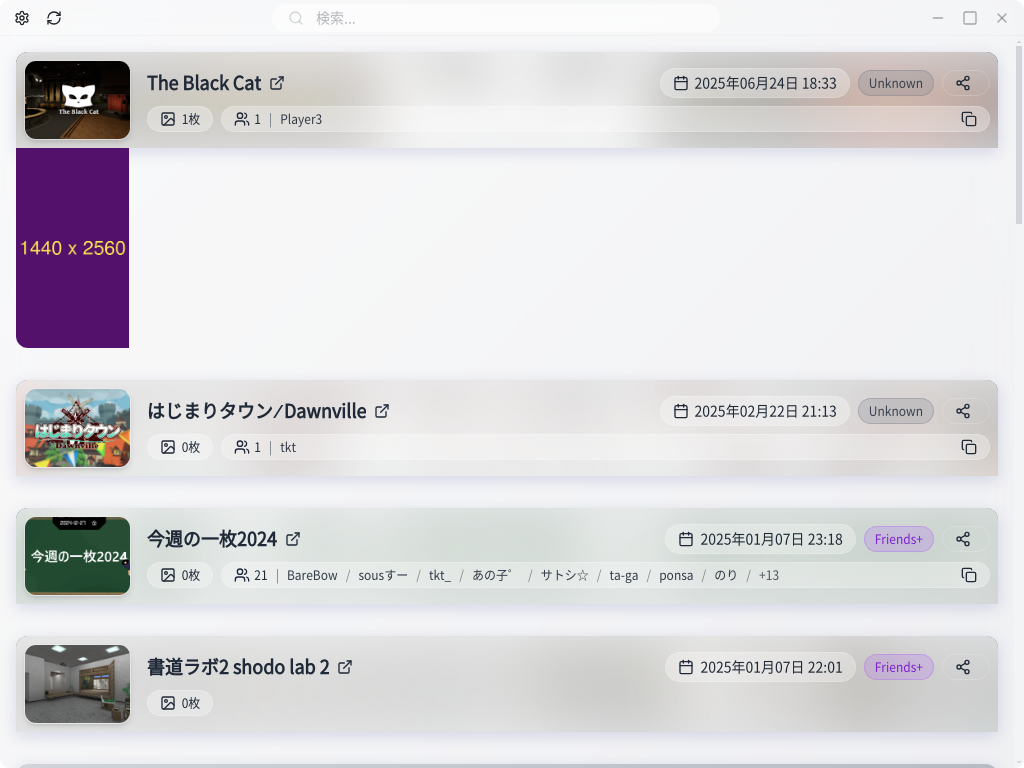 検索...
The Black Cat
2025年06月24日 18:33
Unknown
The Black Cat
1枚
1 | Player3
1440 x 2560
はじまりタウン/Dawnville
2025年02月22日 21:13
Unknown
はじまりタウン
Dawnville
0枚
1 | tkt
2024-12-27
今週の一枚2024
2025年01月07日 23:18
Friends+
今週の一枚2024
0枚
21 | BareBow / sousすー / tkt_ / あの子゜ / サトシ☆ / ta-ga / ponsa / のり / +13
書道ラボ2 shodo lab 2
2025年01月07日 22:01
Friends+
0枚